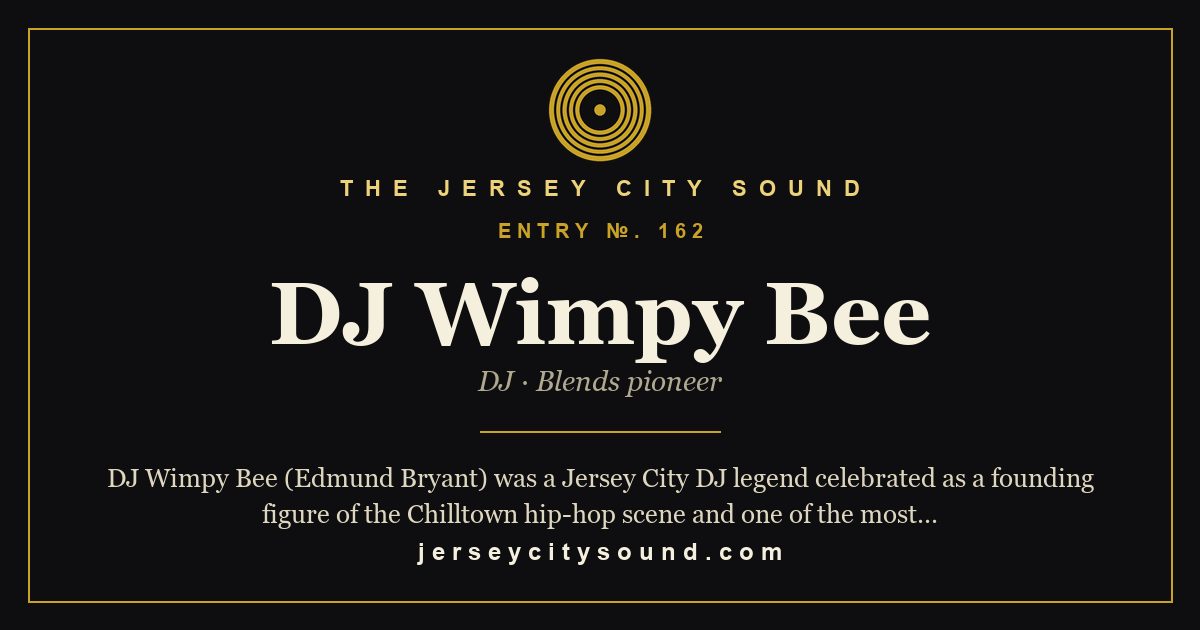 THE JERSEY CITY SOUND
ENTRY №. 162
DJ Wimpy Bee
DJ · Blends pioneer
DJ Wimpy Bee (Edmund Bryant) was a Jersey City DJ legend celebrated as a founding
figure of the Chilltown hip-hop scene and one of the most...
jerseycitysound.com